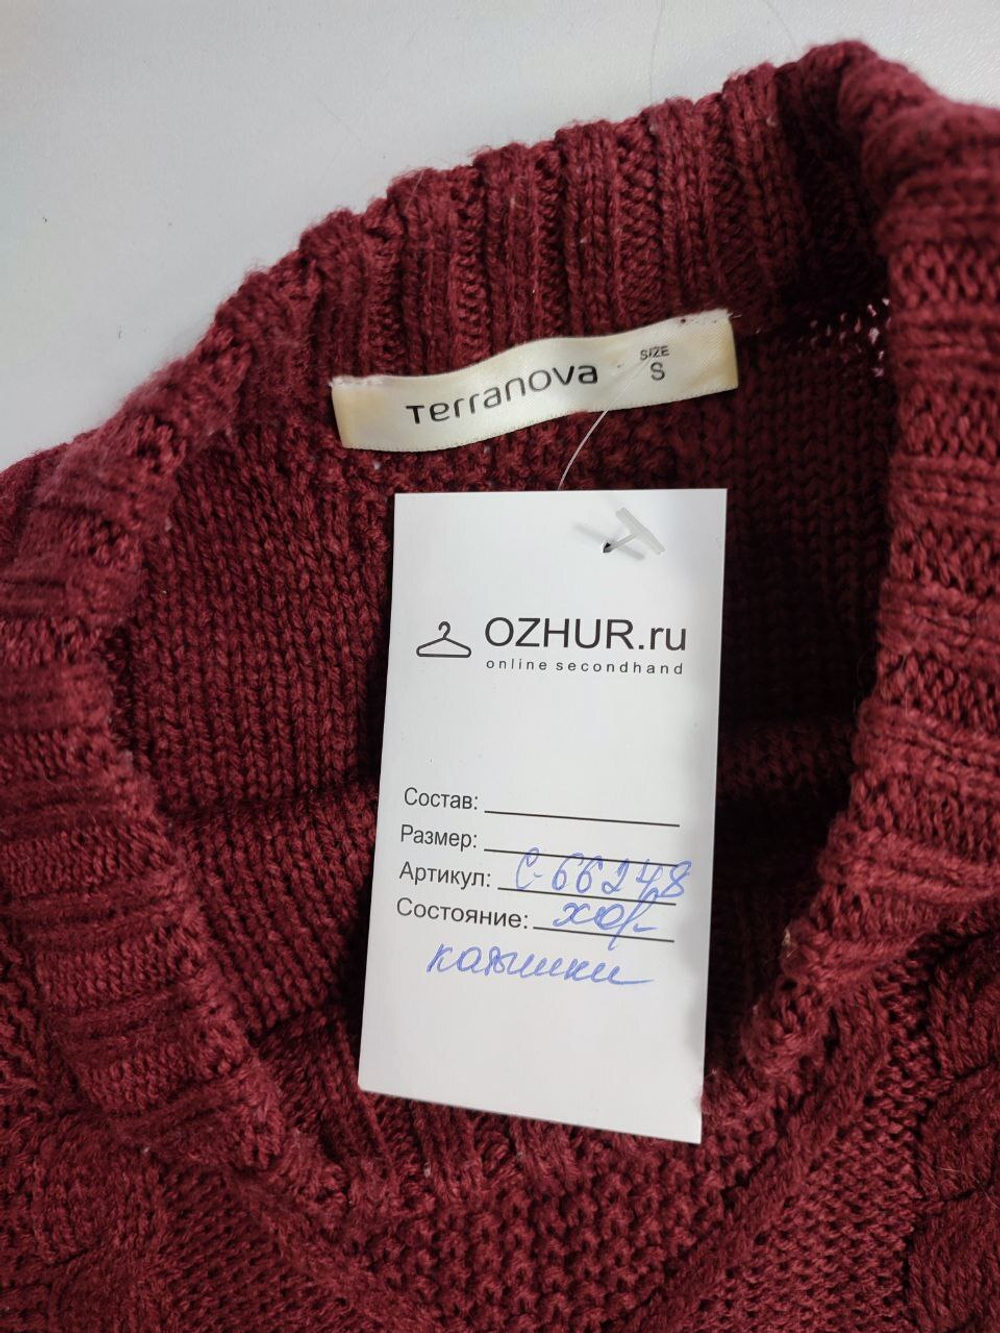 Terranova
SIZE
S
OZHUR.ru
online secondhand
Состав:
Размер:
Артикул: С-66248
Состояние: хор
катышки